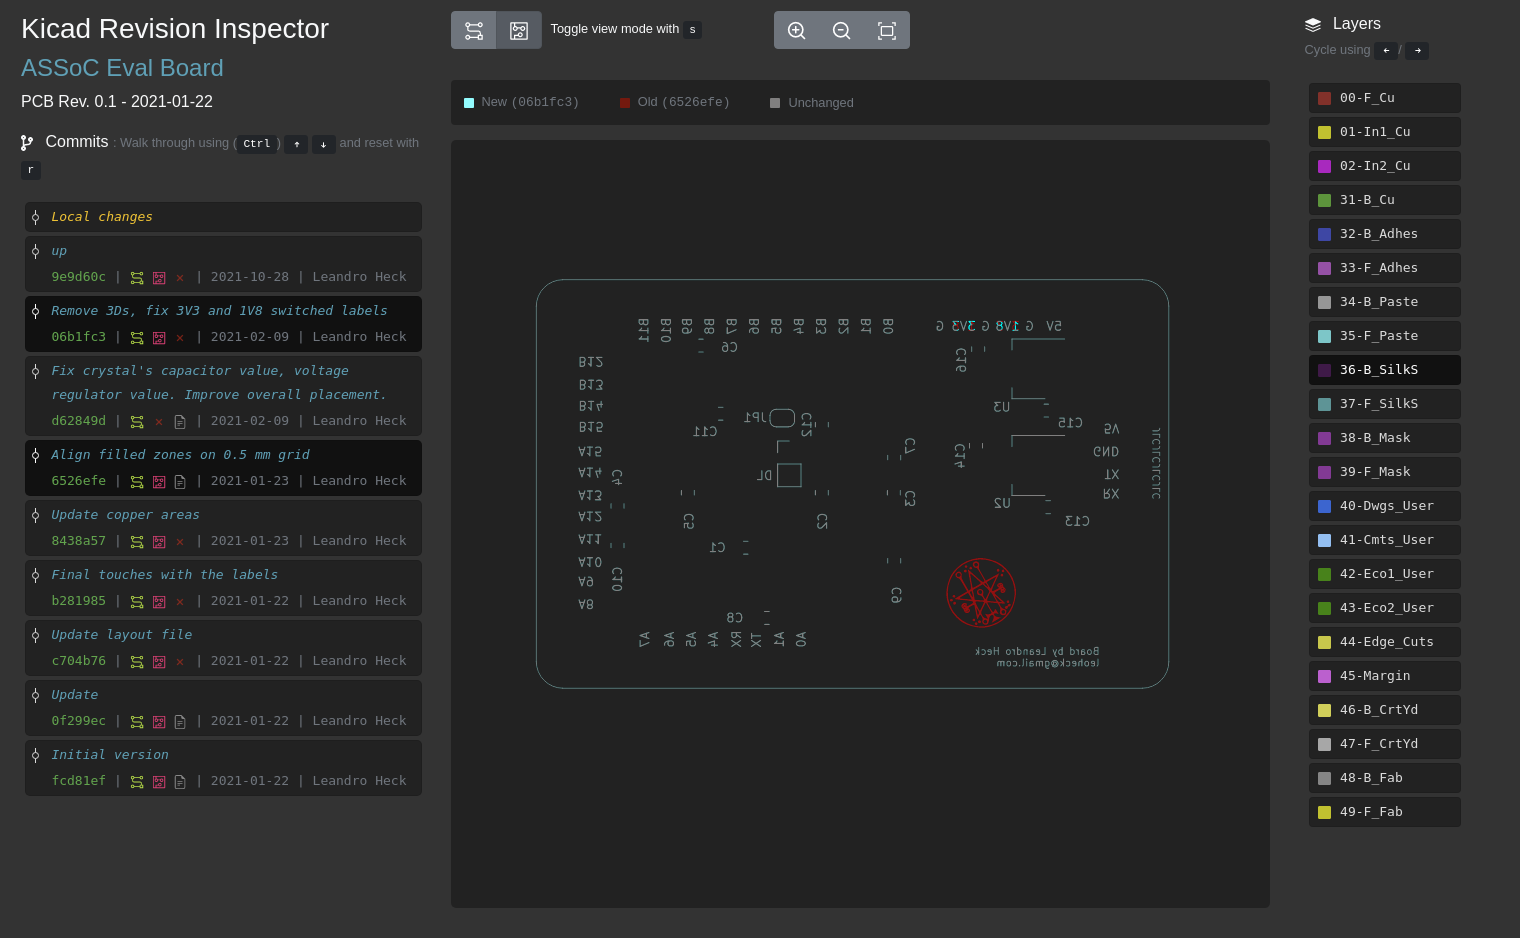 Kicad Revision Inspector
ASSoC Eval Board
PCB Rev. 0.1 - 2021-01-22
Commits : Walk through using (Ctrl) ↑ ↓ and reset with
r
Local changes
up
9e9d60c | | 2021-10-28 | Leandro Heck
Remove 3Ds, fix 3V3 and 1V8 switched labels
06b1fc3 | | 2021-02-09 | Leandro Heck
Fix crystal's capacitor value, voltage
regulator value. Improve overall placement.
d62849d | | 2021-02-09 | Leandro Heck
Align filled zones on 0.5 mm grid
6526efe | | 2021-01-23 | Leandro Heck
Update copper areas
8438a57 | | 2021-01-23 | Leandro Heck
Final touches with the labels
b281985 | | 2021-01-22 | Leandro Heck
Update layout file
c704b76 | | 2021-01-22 | Leandro Heck
Update
0f299ec | | 2021-01-22 | Leandro Heck
Initial version
fcd81ef | | 2021-01-22 | Leandro Heck
Toggle view mode with s
New (06b1fc3) Old (6526efe) Unchanged
B11 B10 B9 B8 B7 B6 B5 B4 B3 B2 B1 B0
G 3V3 G 1V8 G 5V
C6
C16
B12
B13
B14
B15
U3
C15
JP1
C12
C11
5V
C7
C14
GND
A15
A14
C4
DL
TX
A13
RX
C3
U2
A12
C5
C2
C13
A11
C1
A10
A9
C10
C9
A8
C8
A7 A6 A5 A4 RX TX A1 A0
Board by Leandro Heck
leoheck@gmail.com
JLCJLCJLCJLC
Layers
Cycle using ← / →
00-F_Cu
01-In1_Cu
02-In2_Cu
31-B_Cu
32-B_Adhes
33-F_Adhes
34-B_Paste
35-F_Paste
36-B_SilkS
37-F_SilkS
38-B_Mask
39-F_Mask
40-Dwgs_User
41-Cmts_User
42-Eco1_User
43-Eco2_User
44-Edge_Cuts
45-Margin
46-B_CrtYd
47-F_CrtYd
48-B_Fab
49-F_Fab